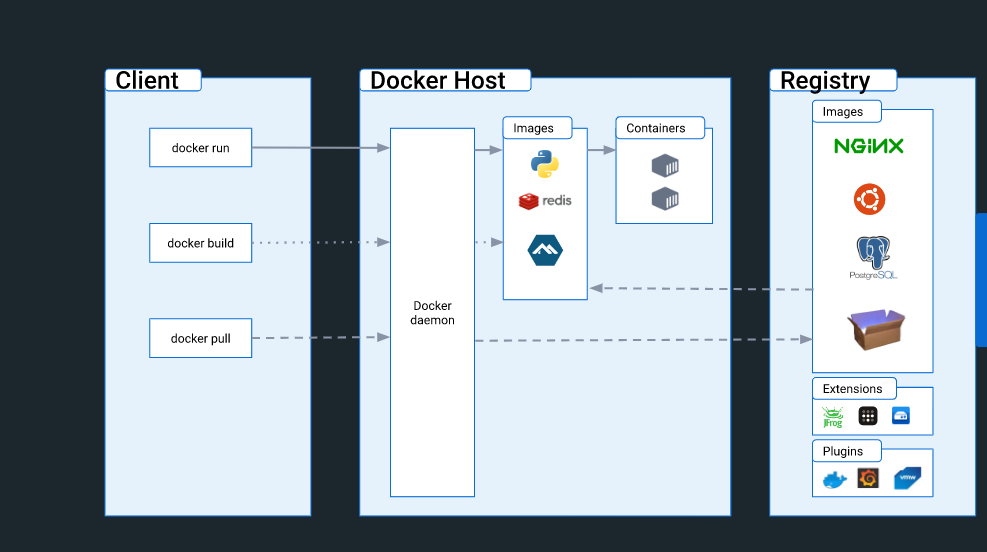 Client
docker run
docker build
docker pull
Docker Host
Docker
daemon
Images
redis
Containers
Registry
Images
NGINX
PostgreSQL
Extensions
JFrog
Plugins
vmw